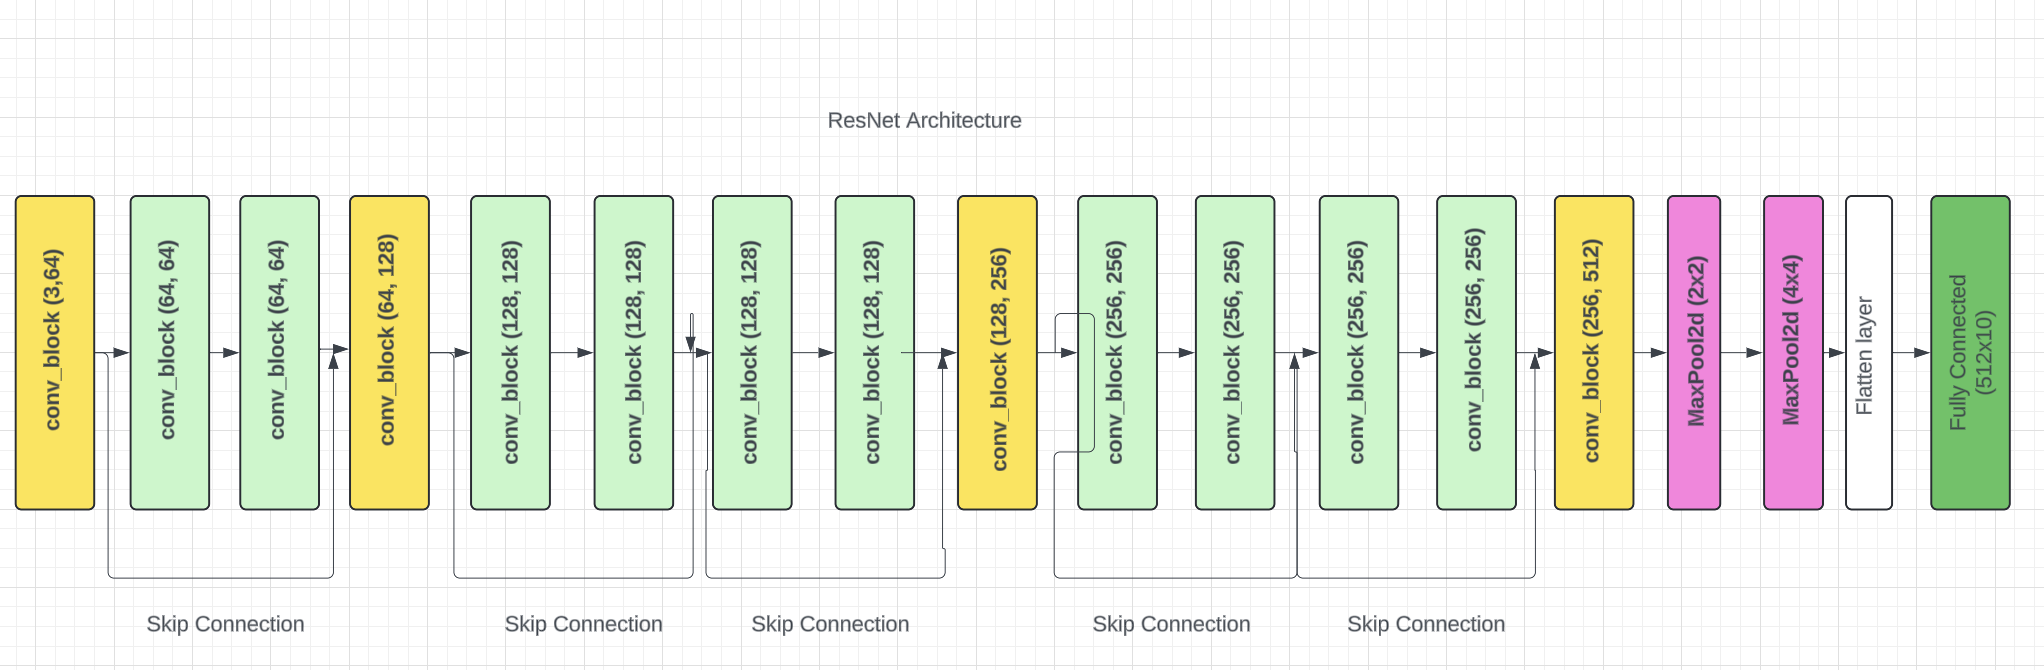 ResNet Architecture
conv_block (3,64)
conv_block (64, 64)
conv_block (64, 64)
conv_block (64, 128)
conv_block (128, 128)
conv_block (128, 128)
conv_block (128, 128)
conv_block (128, 128)
conv_block (128, 256)
conv_block (256, 256)
conv_block (256, 256)
conv_block (256, 256)
conv_block (256, 256)
conv_block (256, 512)
MaxPool2d (2x2)
MaxPool2d (4x4)
Flatten layer
Fully Connected
(512x10)
Skip Connection
Skip Connection
Skip Connection
Skip Connection
Skip Connection